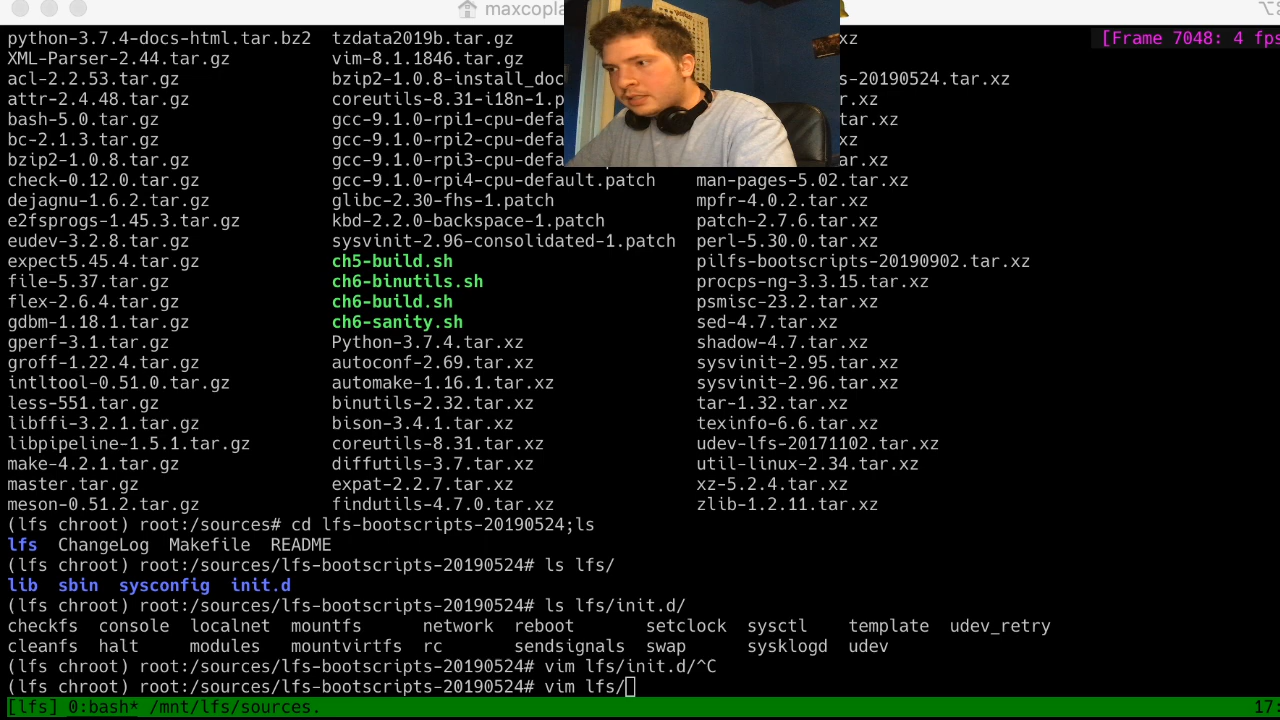 maxcopla
python-3.7.4-docs-html.tar.bz2 tzdata2019b.tar.gz xz [Frame 7048: 4 fps
XML-Parser-2.44.tar.gz vim-8.1.1846.tar.gz
acl-2.2.53.tar.gz bzip2-1.0.8-install_doc s-20190524.tar.xz
attr-2.4.48.tar.gz coreutils-8.31-i18n-1.p r.xz
bash-5.0.tar.gz gcc-9.1.0-rpi1-cpu-defa tar.xz
bc-2.1.3.tar.gz gcc-9.1.0-rpi2-cpu-defa r.xz
bzip2-1.0.8.tar.gz gcc-9.1.0-rpi3-cpu-defa ar.xz
check-0.12.0.tar.gz gcc-9.1.0-rpi4-cpu-default.patch man-pages-5.02.tar.xz
dejagnu-1.6.2.tar.gz glibc-2.30-fhs-1.patch mpfr-4.0.2.tar.xz
e2fsprogs-1.45.3.tar.gz kbd-2.2.0-backspace-1.patch patch-2.7.6.tar.xz
eudev-3.2.8.tar.gz sysvinit-2.96-consolidated-1.patch perl-5.30.0.tar.xz
expect5.45.4.tar.gz ch5-build.sh pilfs-bootscripts-20190902.tar.xz
file-5.37.tar.gz ch6-binutils.sh procps-ng-3.3.15.tar.xz
flex-2.6.4.tar.gz ch6-build.sh psmisc-23.2.tar.xz
gdbm-1.18.1.tar.gz ch6-sanity.sh sed-4.7.tar.xz
gperf-3.1.tar.gz Python-3.7.4.tar.xz shadow-4.7.tar.xz
groff-1.22.4.tar.gz autoconf-2.69.tar.xz sysvinit-2.95.tar.xz
intltool-0.51.0.tar.gz automake-1.16.1.tar.xz sysvinit-2.96.tar.xz
less-551.tar.gz binutils-2.32.tar.xz tar-1.32.tar.xz
libffi-3.2.1.tar.gz bison-3.4.1.tar.xz texinfo-6.6.tar.xz
libpipeline-1.5.1.tar.gz coreutils-8.31.tar.xz udev-lfs-20171102.tar.xz
make-4.2.1.tar.gz diffutils-3.7.tar.xz util-linux-2.34.tar.xz
master.tar.gz expat-2.2.7.tar.xz xz-5.2.4.tar.xz
meson-0.51.2.tar.gz findutils-4.7.0.tar.xz zlib-1.2.11.tar.xz
(lfs chroot) root:/sources# cd lfs-bootscripts-20190524;ls
lfs ChangeLog Makefile README
(lfs chroot) root:/sources/lfs-bootscripts-20190524# ls lfs/
lib sbin sysconfig init.d
(lfs chroot) root:/sources/lfs-bootscripts-20190524# ls lfs/init.d/
checkfs console localnet mountfs network reboot setclock sysctl template udev_retry
cleanfs halt modules mountvirtfs rc sendsignals swap sysklogd udev
(lfs chroot) root:/sources/lfs-bootscripts-20190524# vim lfs/init.d/^C
(lfs chroot) root:/sources/lfs-bootscripts-20190524# vim lfs/
[lfs] 0:bash* /mnt/lfs/sources. 17: